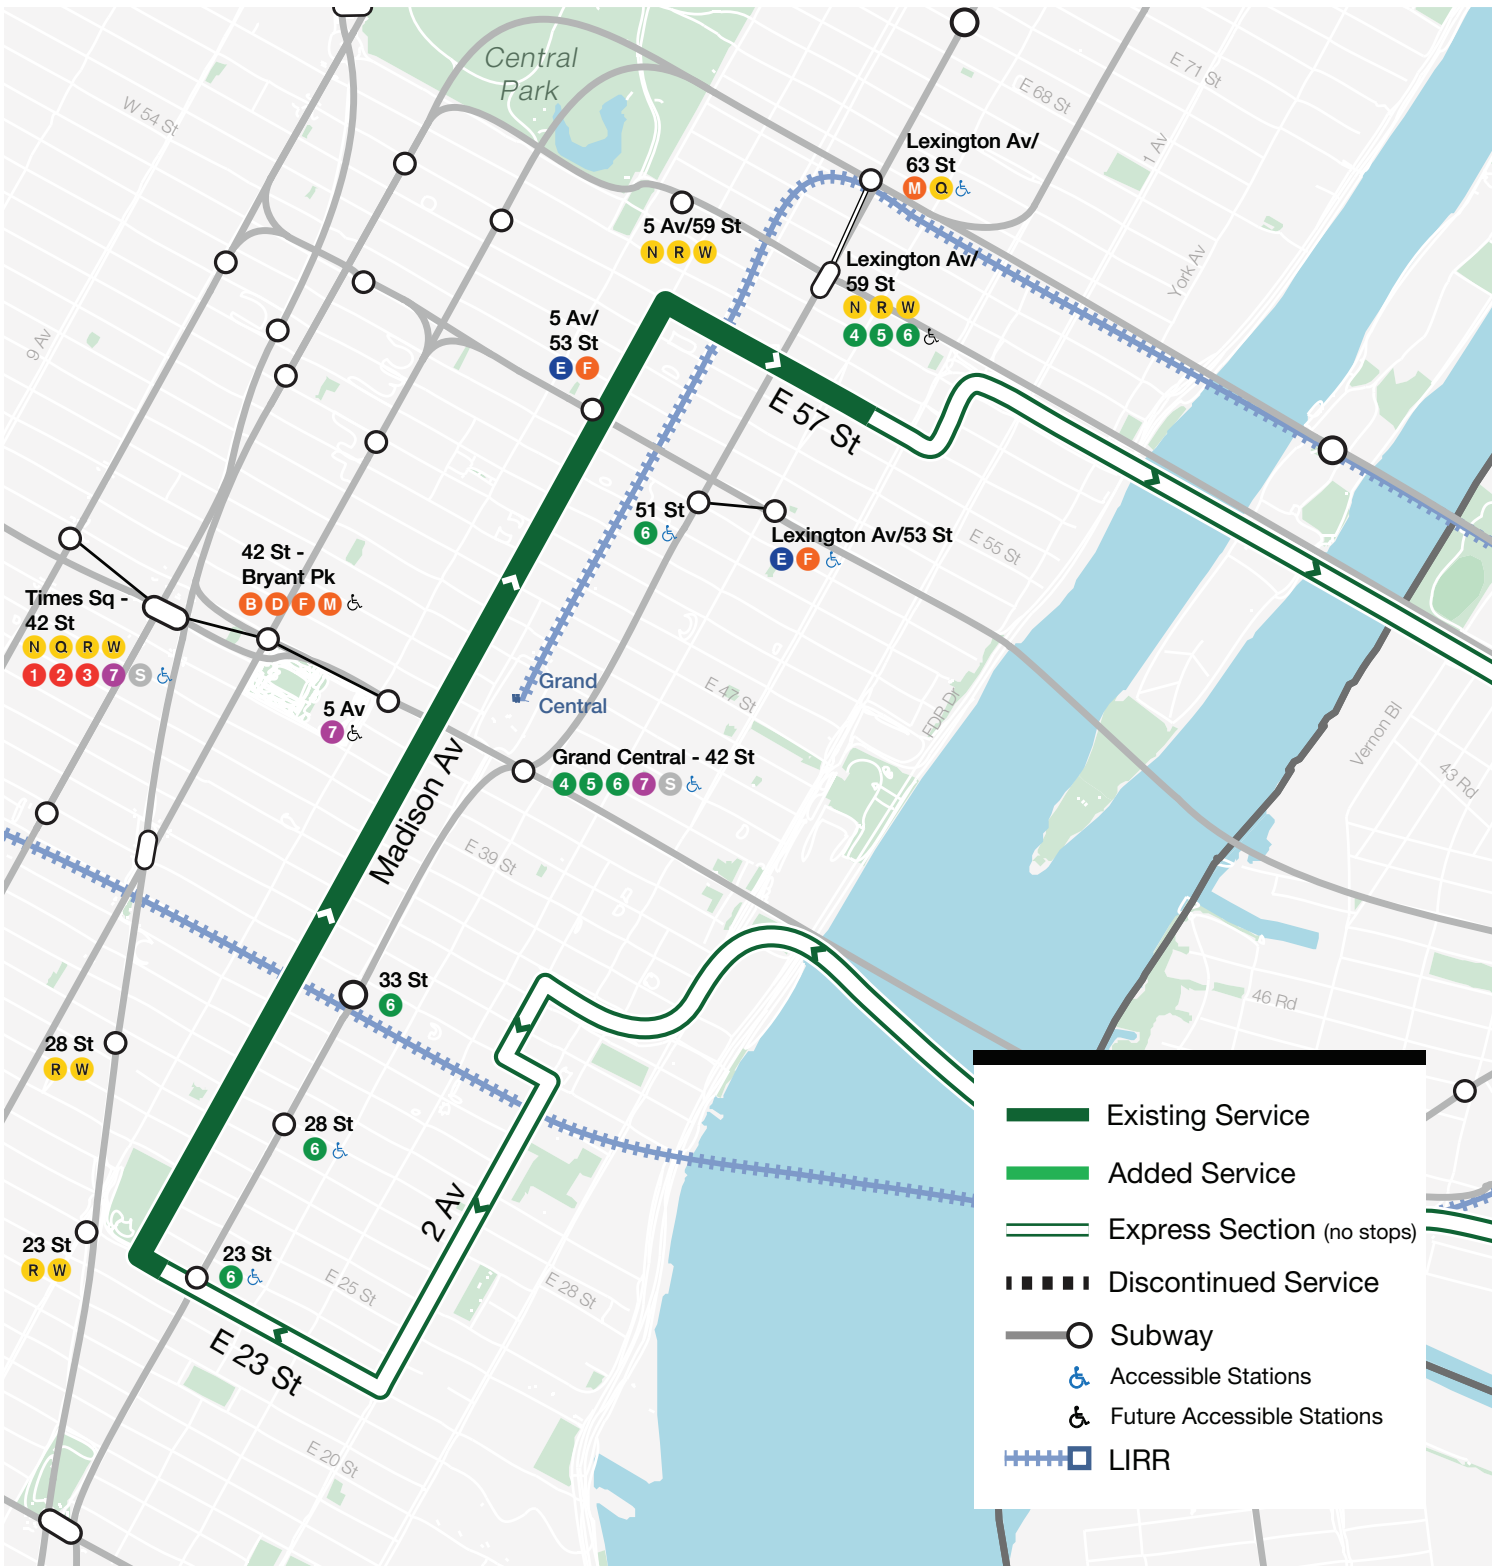 Central
Park
W 54 St
E 68 St
E 71 St
1 Av
York Av
9 Av
Lexington Av/
63 St
M Q
5 Av/59 St
N R W
Lexington Av/
59 St
N R W
4 5 6
5 Av/
53 St
E F
E 57 St
51 St
6
Lexington Av/53 St
E F
E 55 St
42 St -
Bryant Pk
B D F M
Times Sq -
42 St
N Q R W
1 2 3 7 S
5 Av
7
Grand
Central
E 47 St
FDR Dr
Vernon Bl
43 Rd
Grand Central - 42 St
4 5 6 7 S
Madison Av
E 39 St
33 St
6
46 Rd
28 St
R W
28 St
6
2 Av
23 St
R W
23 St
6
E 25 St
E 28 St
E 23 St
E 20 St
Existing Service
Added Service
Express Section (no stops)
Discontinued Service
Subway
Accessible Stations
Future Accessible Stations
LIRR